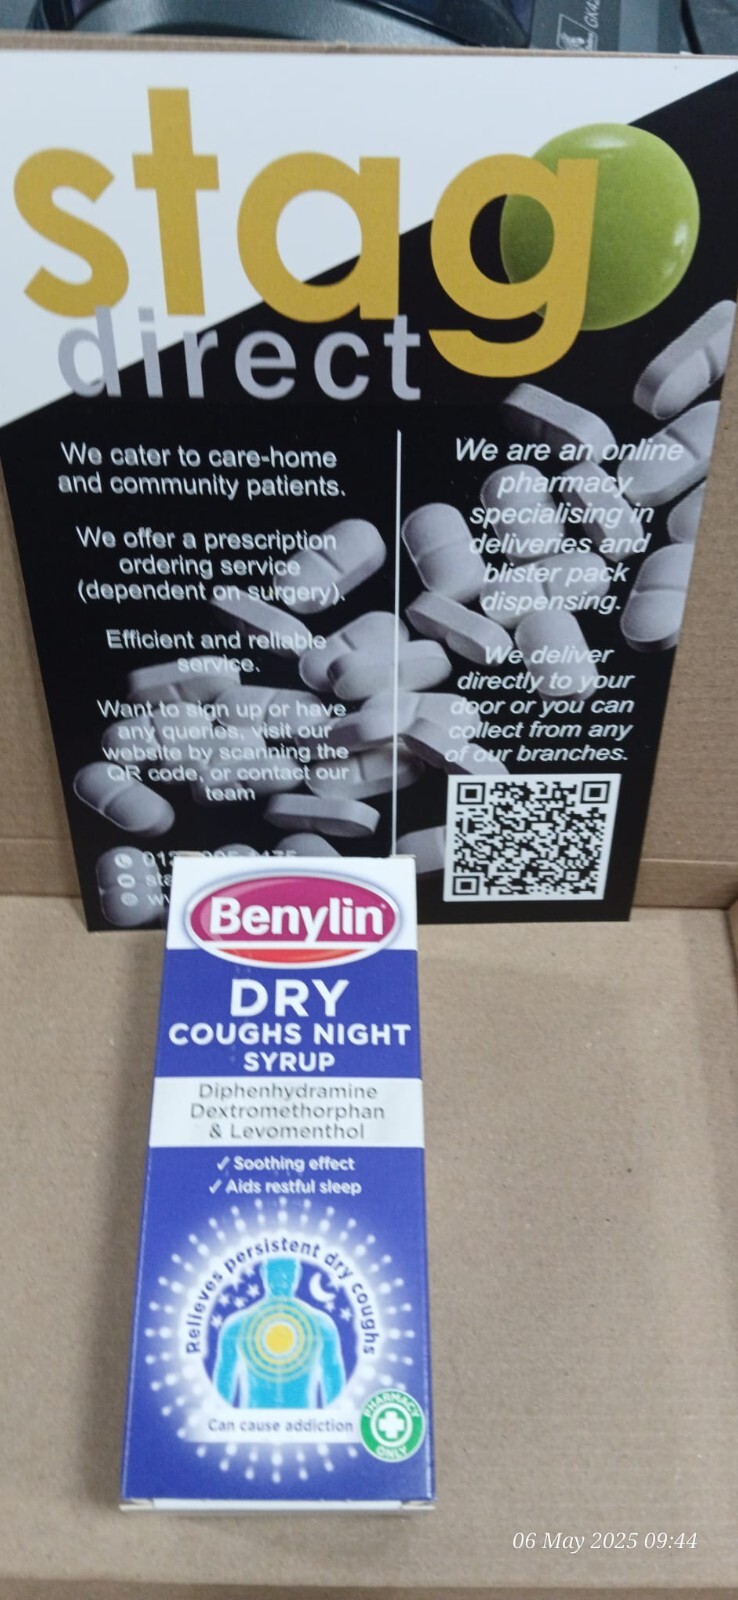 stag
direct
We cater to care-home
and community patients.
We offer a prescription
ordering service
(dependent on surgery).
Efficient and reliable
service.
Want to sign up or have
any queries, visit our
website by scanning the
QR code, or contact our
team
We are an online
pharmacy
specialising in
deliveries and
blister pack
dispensing.
We deliver
directly to your
door or you can
collect from any
of our branches.
Benylin
DRY
COUGHS NIGHT
SYRUP
Diphenhydramine
Dextromethorphan
& Levomenthol
✓ Soothing effect
✓ Aids restful sleep
Relieves persistent dry coughs
Can cause addiction
PHARMACY
ONLY
06 May 2025 09:44